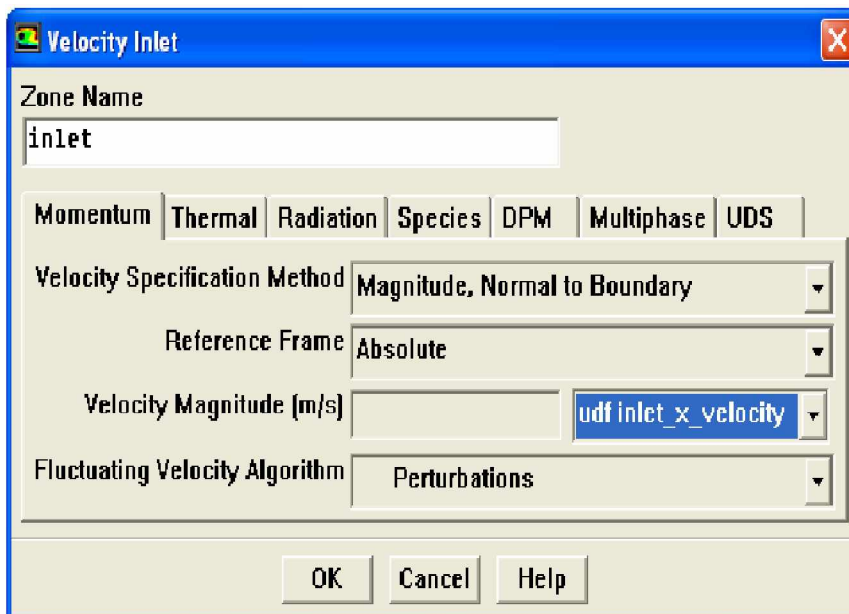 Velocity Inlet
Zone Name
inlet
Momentum Thermal Radiation Species DPM Multiphase UDS
Velocity Specification Method Magnitude, Normal to Boundary
Reference Frame Absolute
Velocity Magnitude (m/s) udf inlet_x_velocity
Fluctuating Velocity Algorithm Perturbations
OK Cancel Help